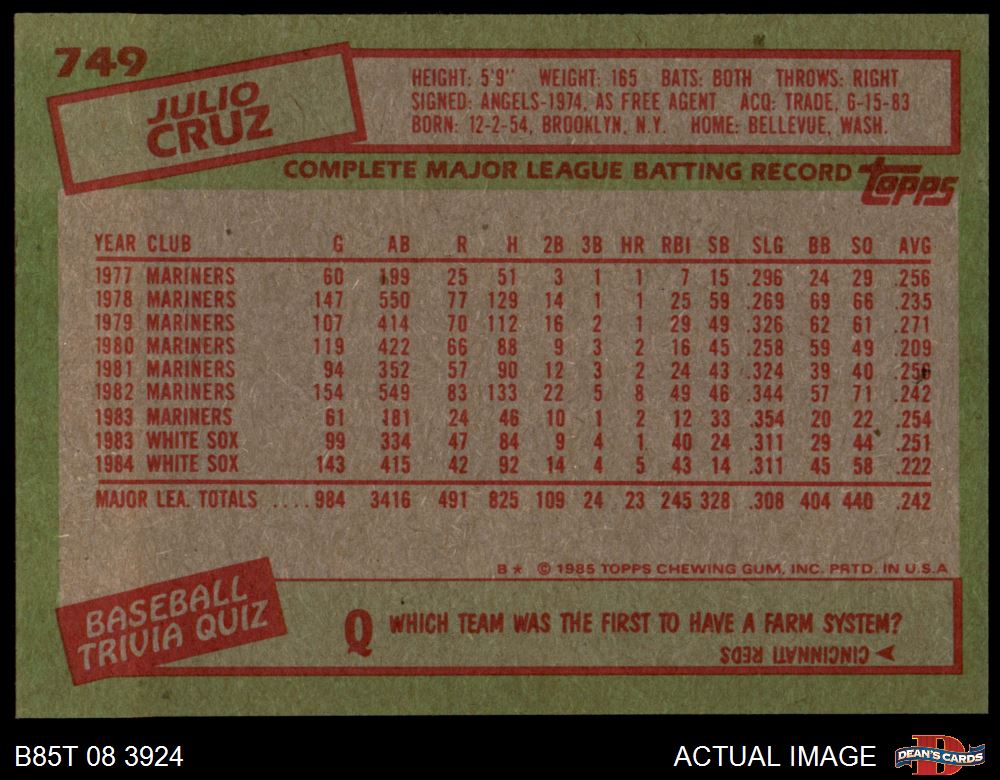 749
JULIO
CRUZ
HEIGHT: 5'9" WEIGHT: 165 BATS: BOTH THROWS: RIGHT
SIGNED: ANGELS-1974, AS FREE AGENT ACQ: TRADE, 6-15-83
BORN: 12-2-54, BROOKLYN, N.Y. HOME: BELLEVUE, WASH.
COMPLETE MAJOR LEAGUE BATTING RECORD topps
YEAR CLUB G AB R H 2B 3B HR RBI SB SLG BB SO AVG
1977 MARINERS 60 199 25 51 3 1 1 7 15 .296 24 29 .256
1978 MARINERS 147 550 77 129 14 1 1 25 59 .269 69 66 .235
1979 MARINERS 107 414 70 112 16 2 1 29 49 .326 62 61 .271
1980 MARINERS 119 422 66 88 9 3 2 16 45 .258 59 49 .209
1981 MARINERS 94 352 57 90 12 3 2 24 43 .324 39 40 .256
1982 MARINERS 154 549 83 133 22 5 8 49 46 .344 57 71 .242
1983 MARINERS 61 181 24 46 10 1 2 12 33 .354 20 22 .254
1983 WHITE SOX 99 334 47 84 9 4 1 40 24 .311 29 44 .251
1984 WHITE SOX 143 415 42 92 14 4 5 43 14 .311 45 58 .222
MAJOR LEA. TOTALS .... 984 3416 491 825 109 24 23 245 328 .308 404 440 .242
B* © 1985 TOPPS CHEWING GUM, INC. PRTD. IN U.S.A
BASEBALL
TRIVIA QUIZ
Q WHICH TEAM WAS THE FIRST TO HAVE A FARM SYSTEM?
CINCINNATI REDS
B85T 08 3924
ACTUAL IMAGE
D
DEAN'S CARDS